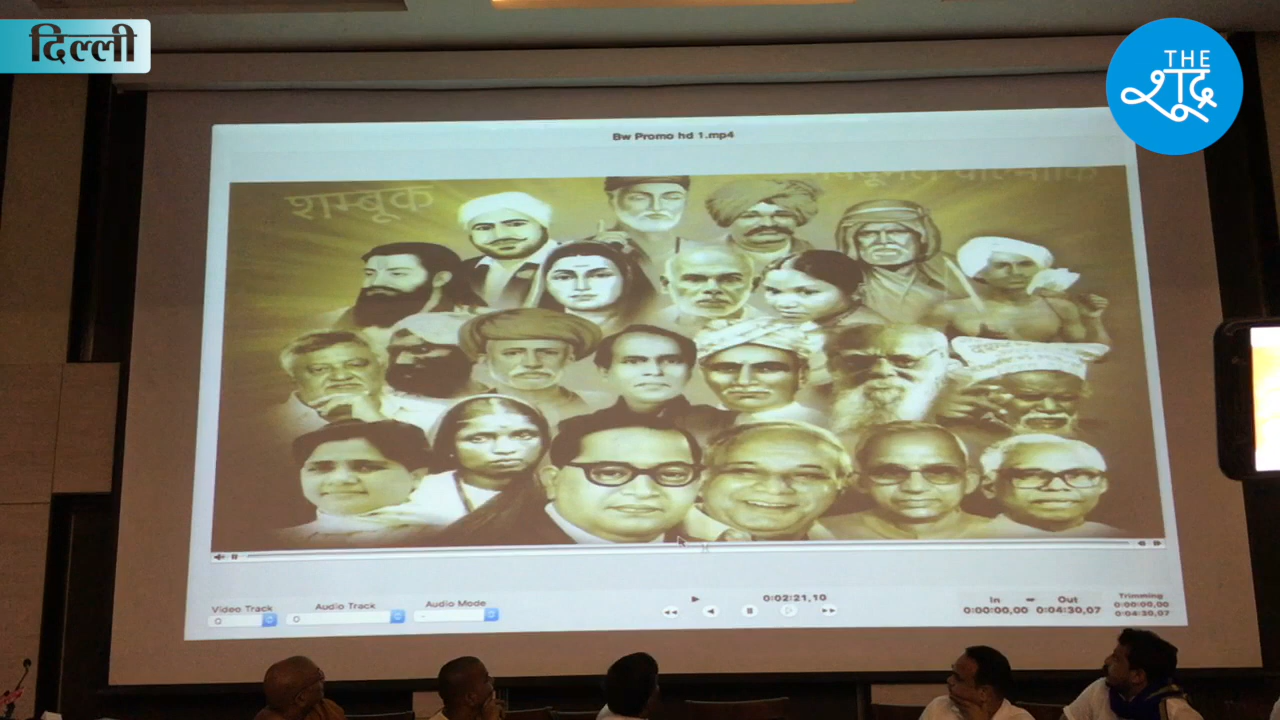 दिल्ली
THE
शूद्र
Bw Promo hd 1.mp4
शम्बूक
Video Track
Audio Track
Audio Mode
0:02:21,10
In
Out
0:00:00,00
0:04:30,07
Trimming
0:00:00,00
0:04:30,07